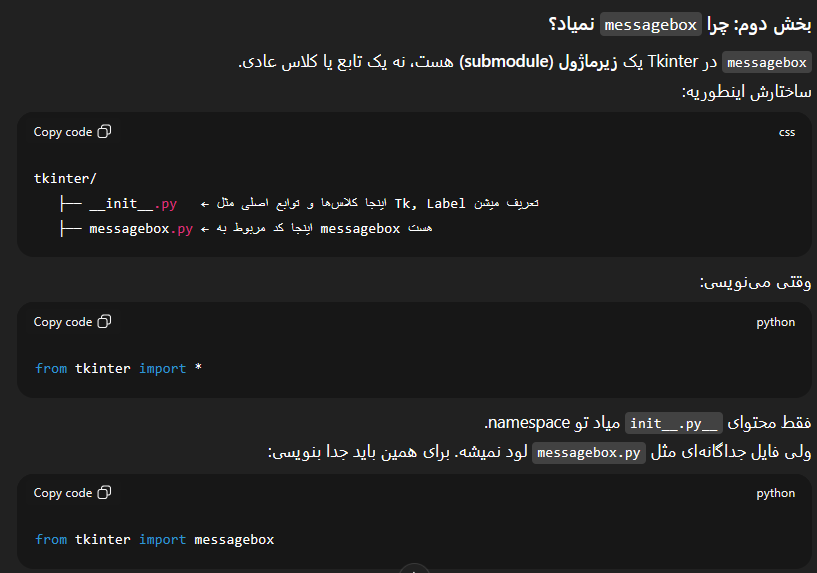 بخش دوم: چرا messagebox نمیاد؟
messagebox در Tkinter یک زیرماژول (submodule) هست، نه یک تابع یا کلاس عادی.
ساختارش اینطوریه:
css
Copy code
tkinter/
├── __init__.py ← اینجا کلاس‌ها و توابع اصلی مثل Tk, Label تعریف میشن
├── messagebox.py ← اینجا کد مربوط به messagebox هست
وقتی می‌نویسی:
python
Copy code
from tkinter import *
فقط محتوای init__.py__ میاد تو namespace.
ولی فایل جداگانه‌ای مثل messagebox.py لود نمیشه. برای همین باید جدا بنویسی:
python
Copy code
from tkinter import messagebox